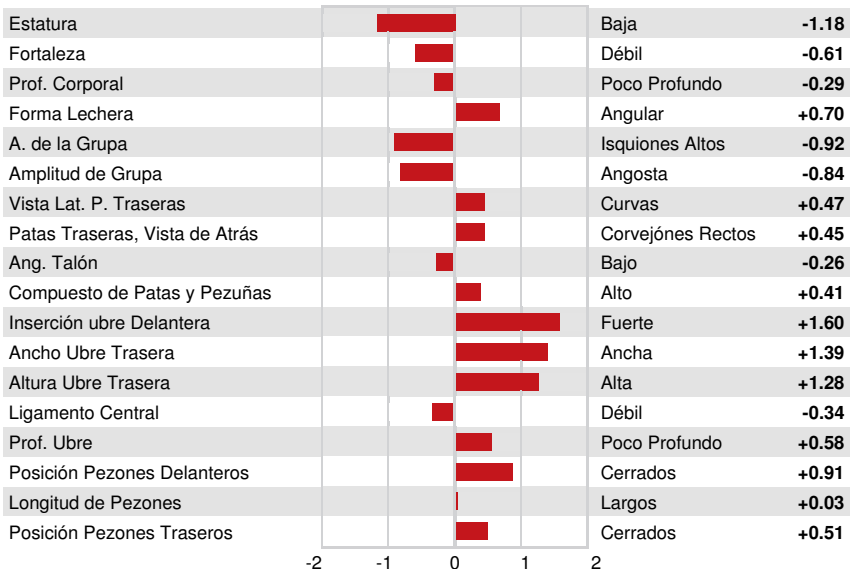 Estatura Baja -1.18
Fortaleza Débil -0.61
Prof. Corporal Poco Profundo -0.29
Forma Lechera Angular +0.70
A. de la Grupa Isquiones Altos -0.92
Amplitud de Grupa Angosta -0.84
Vista Lat. P. Traseras Curvas +0.47
Patas Traseras, Vista de Atrás Corvejónes Rectos +0.45
Ang. Talón Bajo -0.26
Compuesto de Patas y Pezuñas Alto +0.41
Inserción ubre Delantera Fuerte +1.60
Ancho Ubre Trasera Ancha +1.39
Altura Ubre Trasera Alta +1.28
Ligamento Central Débil -0.34
Prof. Ubre Poco Profundo +0.58
Posición Pezones Delanteros Cerrados +0.91
Longitud de Pezones Largos +0.03
Posición Pezones Traseros Cerrados +0.51
-2 -1 0 1 2